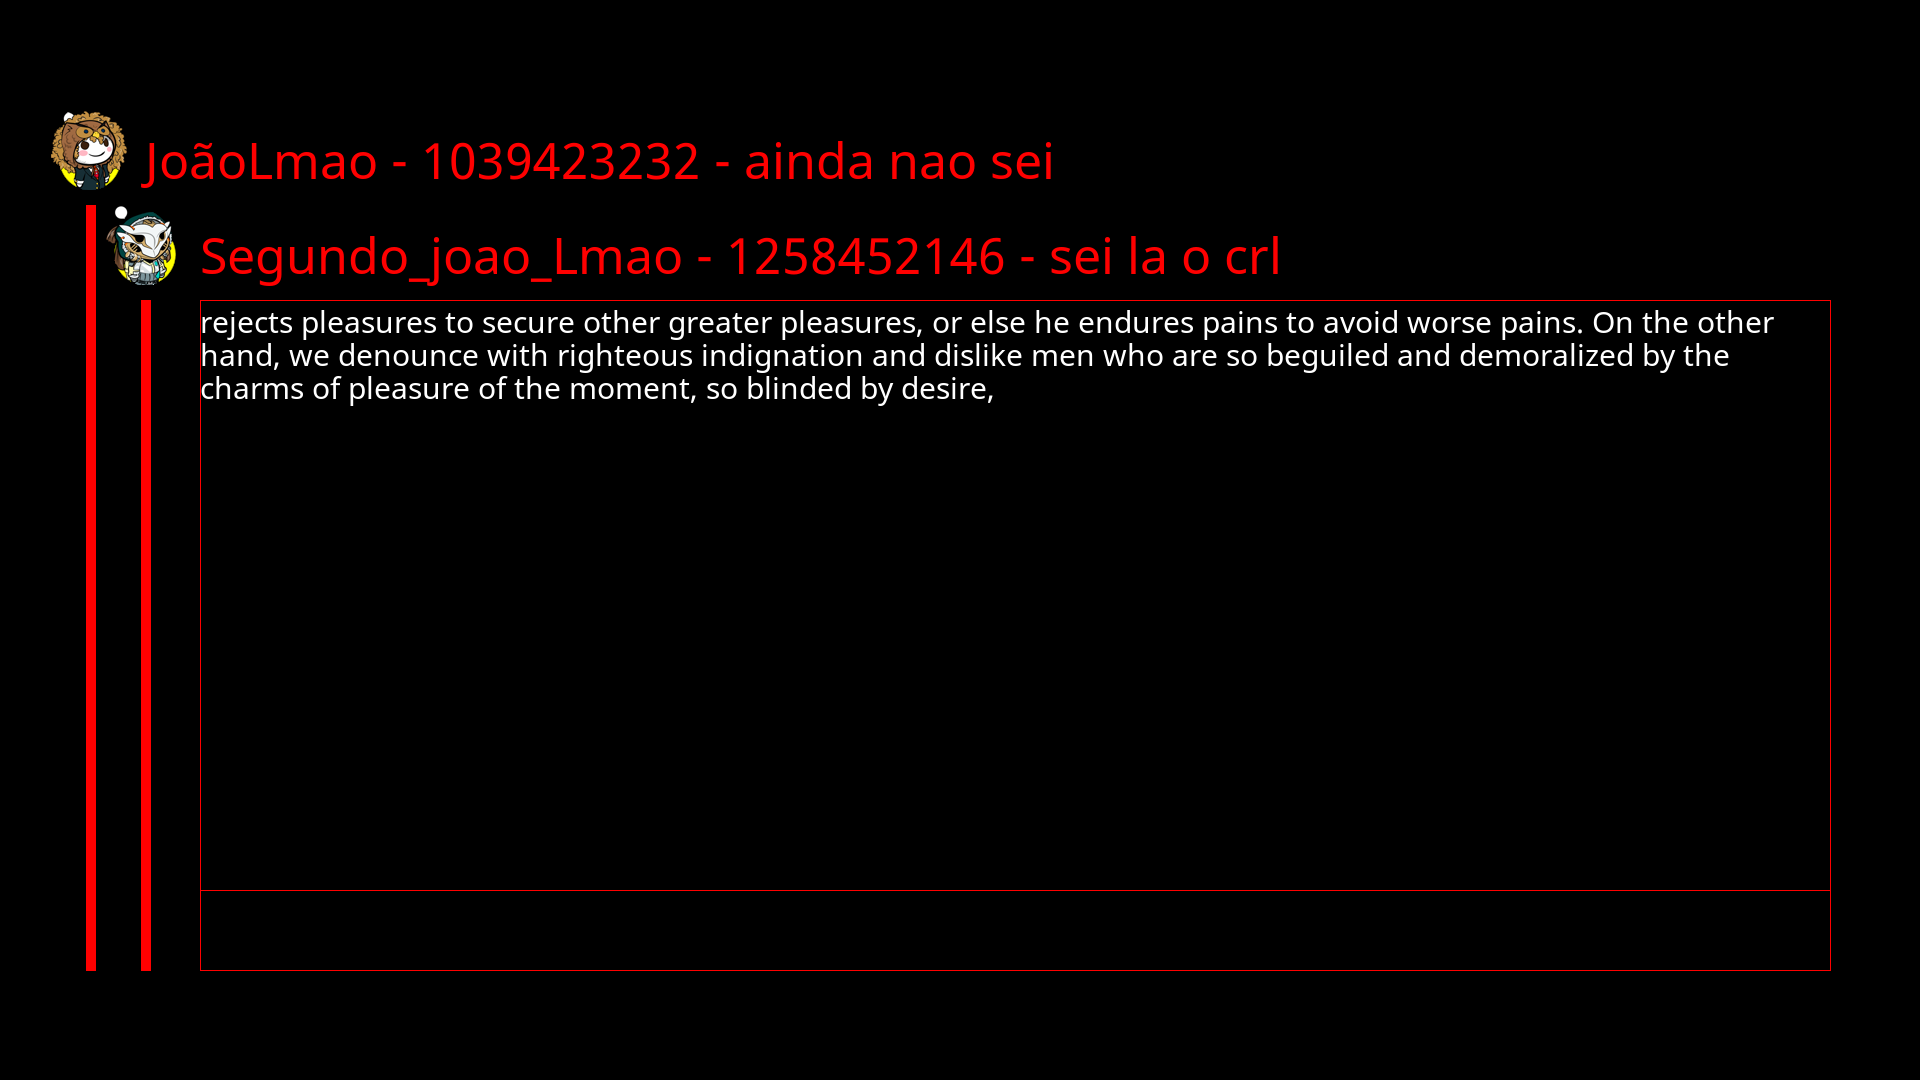 JoãoLmao - 1039423232 - ainda nao sei
Segundo_joao_Lmao - 1258452146 - sei la o crl
rejects pleasures to secure other greater pleasures, or else he endures pains to avoid worse pains. On the other
hand, we denounce with righteous indignation and dislike men who are so beguiled and demoralized by the
charms of pleasure of the moment, so blinded by desire,